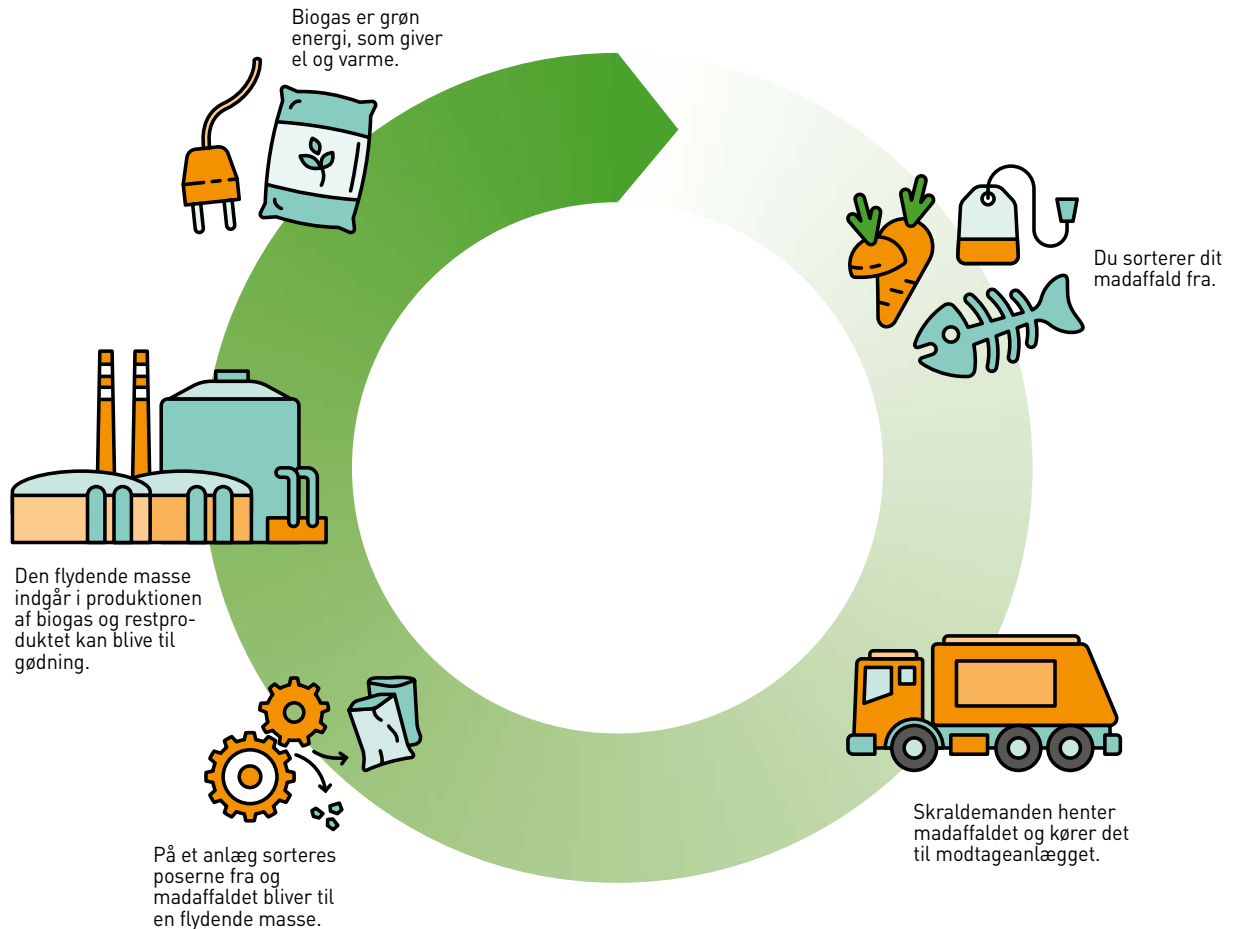 Biogas er grøn
energi, som giver
el og varme.
Du sorterer dit
madaffald fra.
Skraldemanden henter
madaffaldet og kører det
til modtageanlægget.
På et anlæg sorteres
poserne fra og
madaffaldet bliver til
en flydende masse.
Den flydende masse
indgår i produktionen
af biogas og restpro-
duktet kan blive til
gødning.